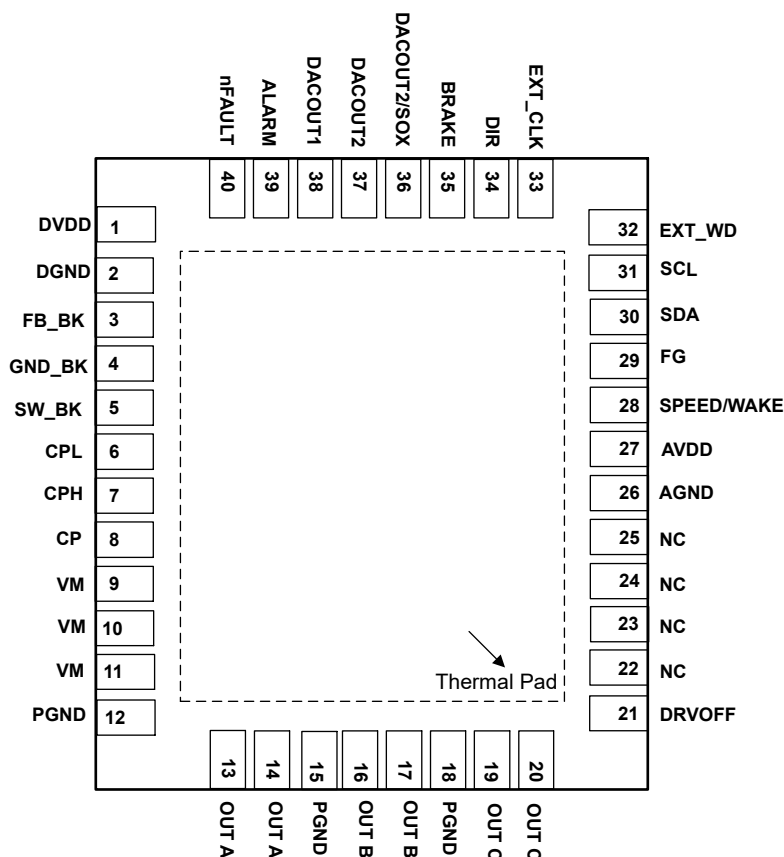 nFAULT
ALARM
DACOUT1
DACOUT2
DACOUT2/SOX
BRAKE
DIR
EXT_CLK
40
39
38
37
36
35
34
33
DVDD 1
DGND 2
FB_BK 3
GND_BK 4
SW_BK 5
CPL 6
CPH 7
CP 8
VM 9
VM 10
VM 11
PGND 12
32 EXT_WD
31 SCL
30 SDA
29 FG
28 SPEED/WAKE
27 AVDD
26 AGND
25 NC
24 NC
23 NC
22 NC
21 DRVOFF
Thermal Pad
13
14
15
16
17
18
19
20
OUT A
OUT A
PGND
OUT B
OUT B
PGND
OUT C
OUT C